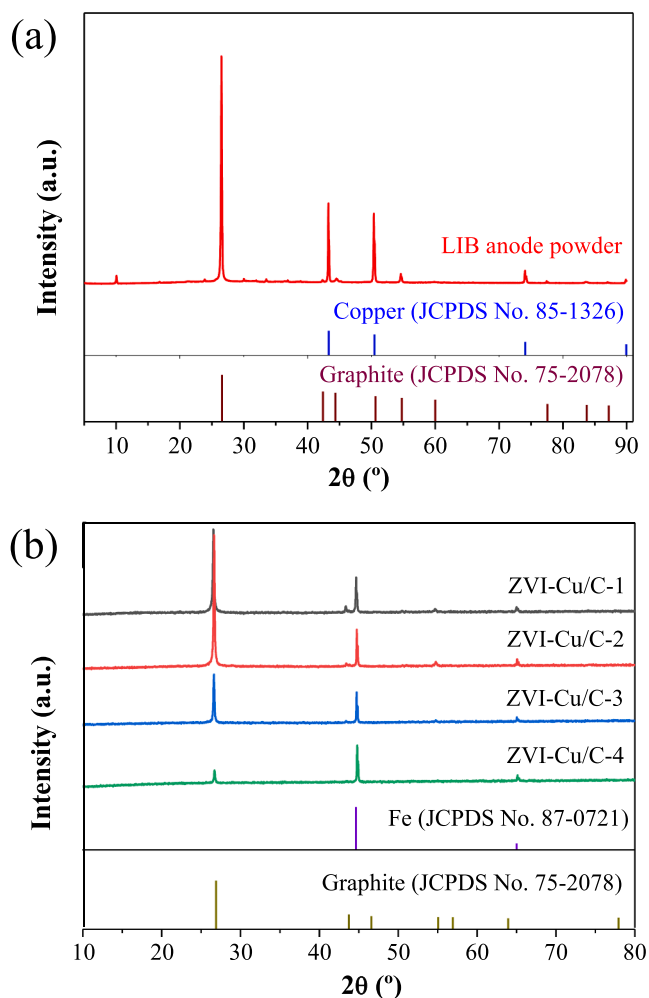 (a)
Intensity (a.u.)
LIB anode powder
Copper (JCPDS No. 85-1326)
Graphite (JCPDS No. 75-2078)
10 20 30 40 50 60 70 80 90
2θ (º)
(b)
Intensity (a.u.)
ZVI-Cu/C-1
ZVI-Cu/C-2
ZVI-Cu/C-3
ZVI-Cu/C-4
Fe (JCPDS No. 87-0721)
Graphite (JCPDS No. 75-2078)
10 20 30 40 50 60 70 80
2θ (º)